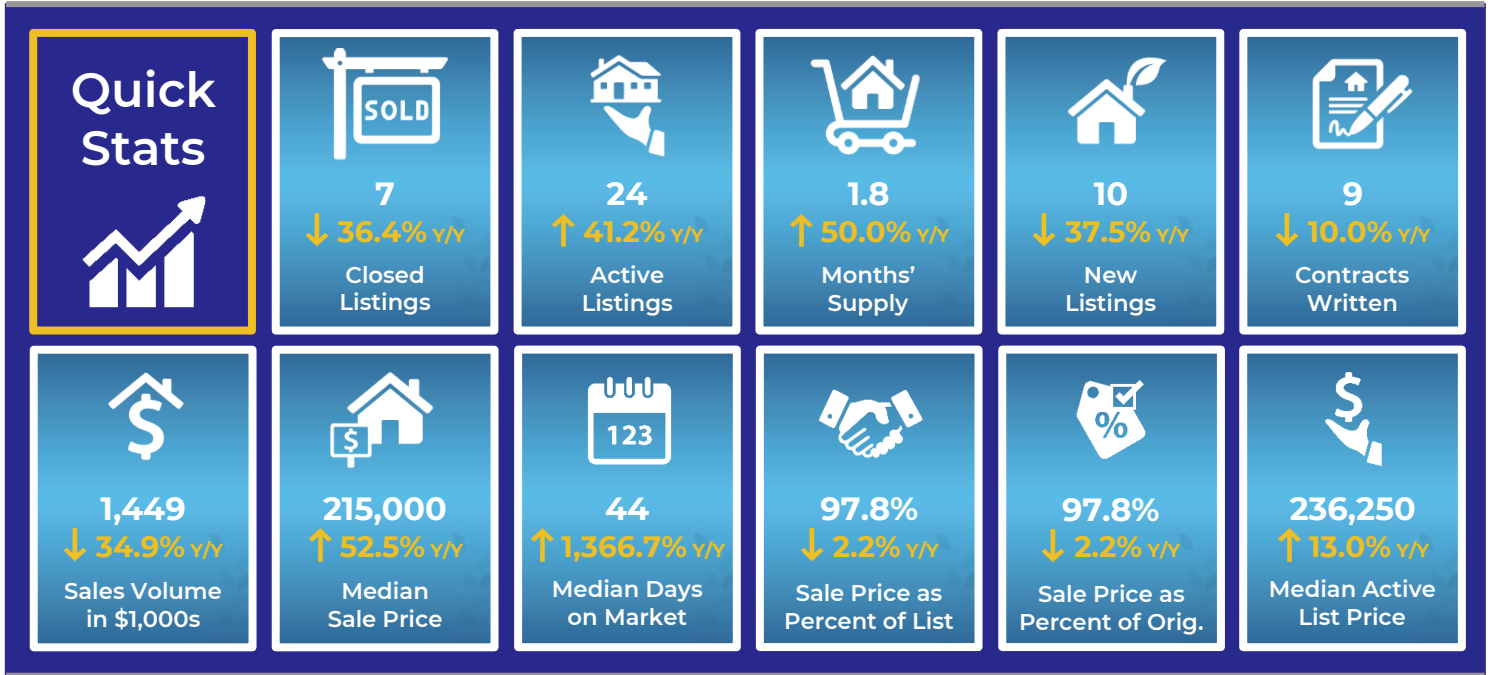 Quick
Stats
SOLD
7
↓ 36.4% Y/Y
Closed
Listings
24
↑ 41.2% Y/Y
Active
Listings
1.8
↑ 50.0% Y/Y
Months’
Supply
10
↓ 37.5% Y/Y
New
Listings
9
↓ 10.0% Y/Y
Contracts
Written
$
1,449
↓ 34.9% Y/Y
Sales Volume
in $1,000s
$
215,000
↑ 52.5% Y/Y
Median
Sale Price
123
44
↑ 1,366.7% Y/Y
Median Days
on Market
97.8%
↓ 2.2% Y/Y
Sale Price as
Percent of List
%
97.8%
↓ 2.2% Y/Y
Sale Price as
Percent of Orig.
$
236,250
↑ 13.0% Y/Y
Median Active
List Price